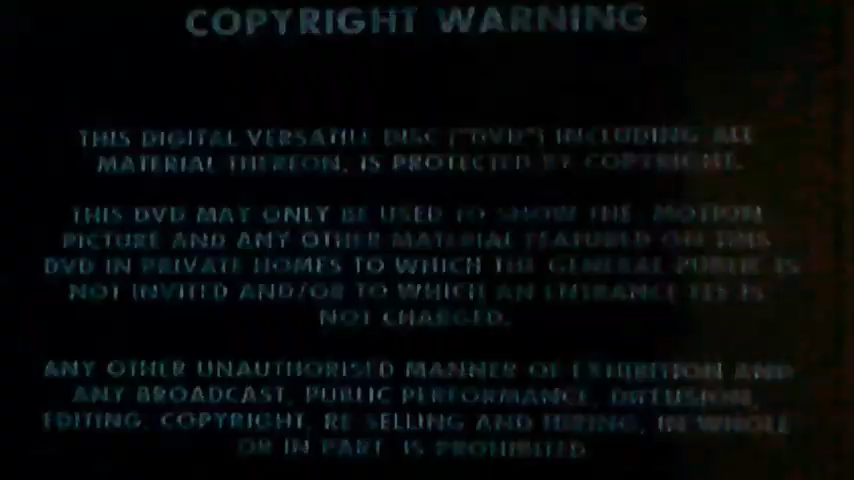 COPYRIGHT WARNING
THIS DIGITAL VERSATILE DISC ("DVD") INCLUDING ALL
MATERIAL THEREON, IS PROTECTED BY COPYRIGHT.
THIS DVD MAY ONLY BE USED TO SHOW THE MOTION
PICTURE AND ANY OTHER MATERIAL FEATURED ON THIS
DVD IN PRIVATE HOMES TO WHICH THE GENERAL PUBLIC IS
NOT INVITED AND/OR TO WHICH AN ENTRANCE FEE IS
NOT CHARGED.
ANY OTHER UNAUTHORISED MANNER OF EXHIBITION AND
ANY BROADCAST, PUBLIC PERFORMANCE, DIFFUSION,
EDITING, COPYRIGHT, RE SELLING AND HIRING, IN WHOLE
OR IN PART, IS PROHIBITED.